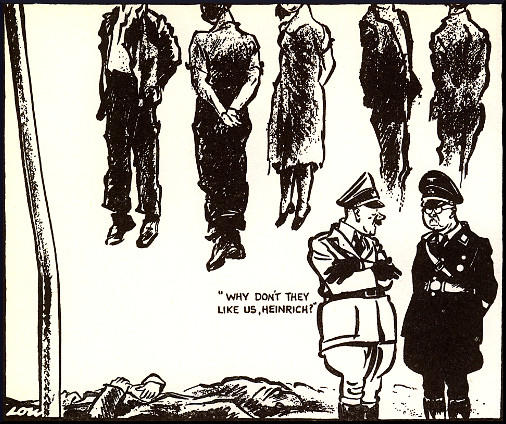 "WHY DON'T THEY
LIKE US, HEINRICH?"
LOW